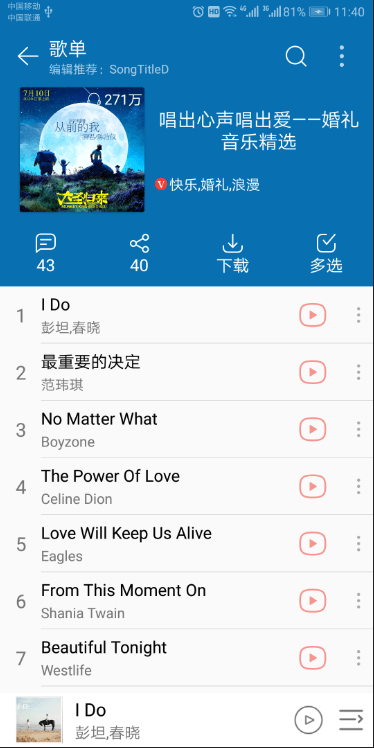 中国移动
中国联通
HD
4G
3G
81%
11:40
歌单
编辑推荐：SongTitleD
7月10日
271万
从前的我
大圣归来
唱出心声唱出爱——婚礼
音乐精选
V 快乐,婚礼,浪漫
43
40
下载
多选
1
I Do
彭坦,春晓
2
最重要的决定
范玮琪
3
No Matter What
Boyzone
4
The Power Of Love
Celine Dion
5
Love Will Keep Us Alive
Eagles
6
From This Moment On
Shania Twain
7
Beautiful Tonight
Westlife
I Do
彭坦,春晓